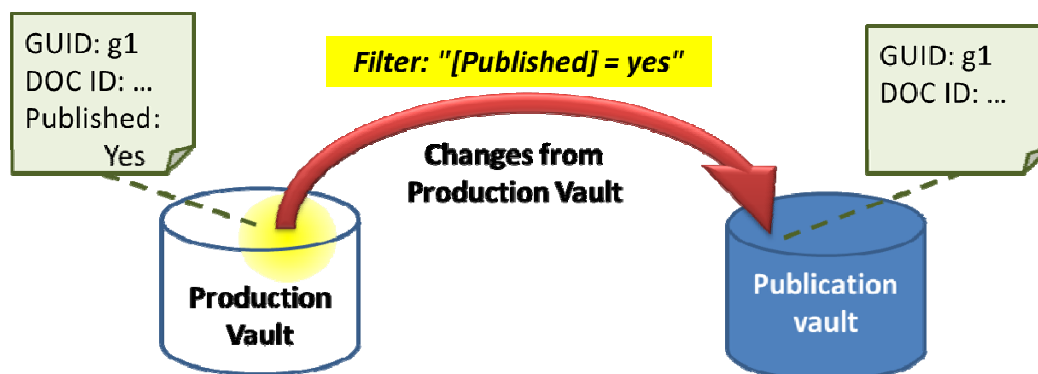 GUID: g1
DOC ID: ...
Published:
Yes
Filter: "[Published] = yes"
Changes from
Production Vault
GUID: g1
DOC ID: ...
Production
Vault
Publication
vault